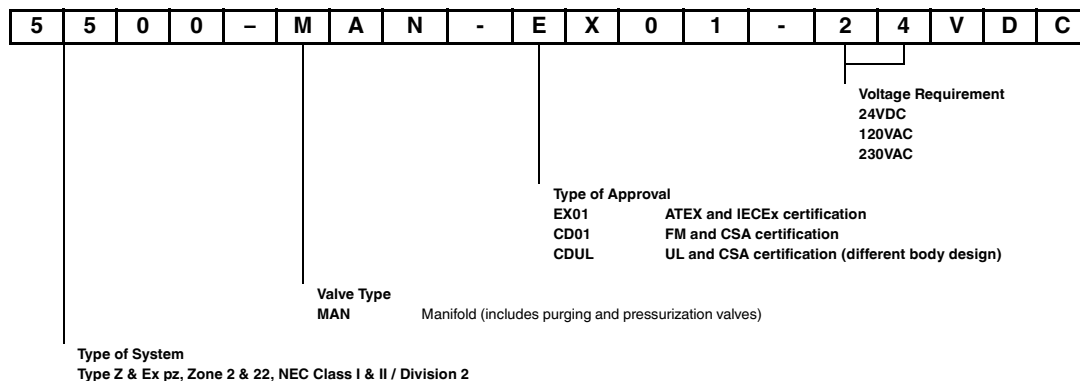 5 5 0 0 – M A N - E X 0 1 - 2 4 V D C
Voltage Requirement
24VDC
120VAC
230VAC
Type of Approval
EX01 ATEX and IECEx certification
CD01 FM and CSA certification
CDUL UL and CSA certification (different body design)
Valve Type
MAN Manifold (includes purging and pressurization valves)
Type of System
Type Z & Ex pz, Zone 2 & 22, NEC Class I & II / Division 2